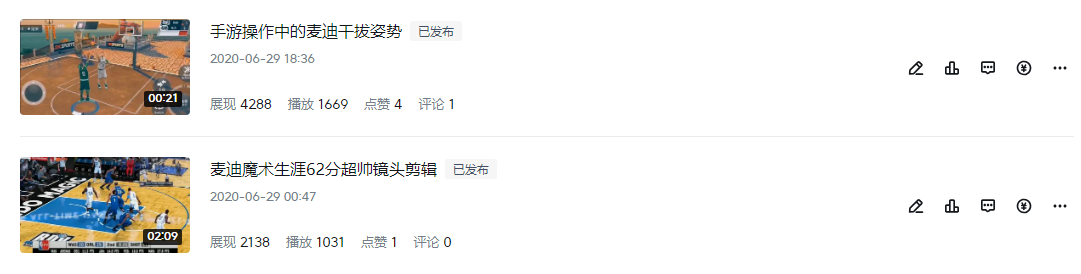 手游操作中的麦迪干拔姿势 已发布
2020-06-29 18:36
00:21
展现 4288 播放 1669 点赞 4 评论 1
麦迪魔术生涯62分超帅镜头剪辑 已发布
2020-06-29 00:47
02:09
展现 2138 播放 1031 点赞 1 评论 0